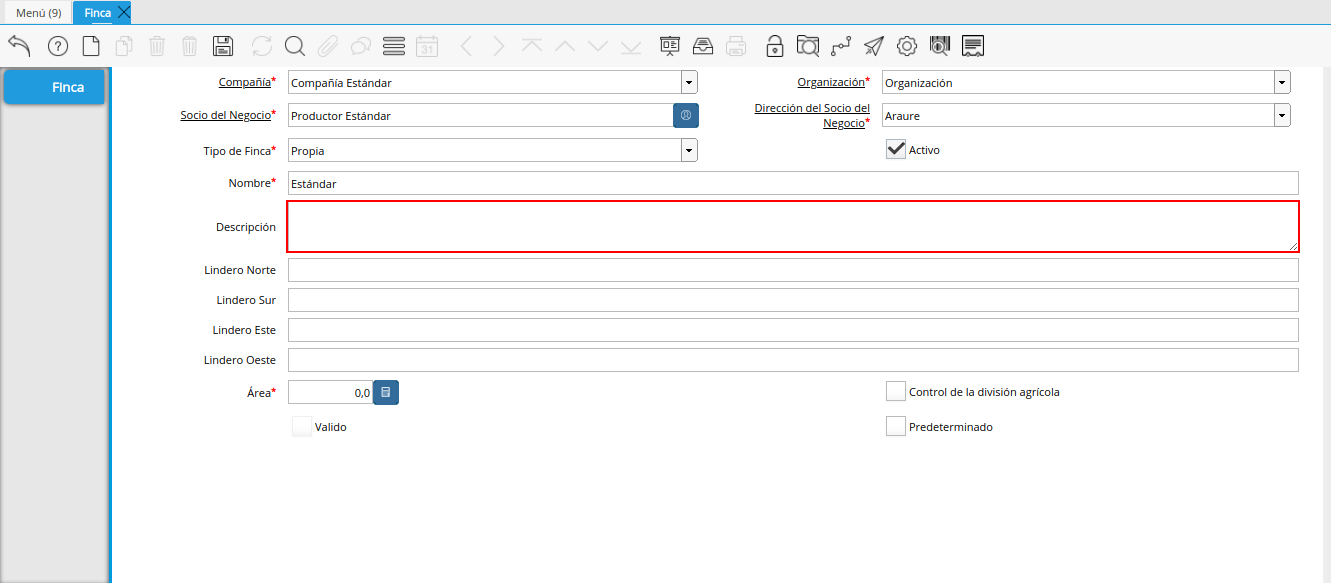 Menú (9)
Finca
31
Finca
Compañía*
Compañía Estándar
Organización*
Organización
Socio del Negocio*
Productor Estándar
Dirección del Socio del
Negocio*
Araure
Tipo de Finca*
Propia
Activo
Nombre*
Estándar
Descripción
Lindero Norte
Lindero Sur
Lindero Este
Lindero Oeste
Área*
0,0
Control de la división agrícola
Valido
Predeterminado